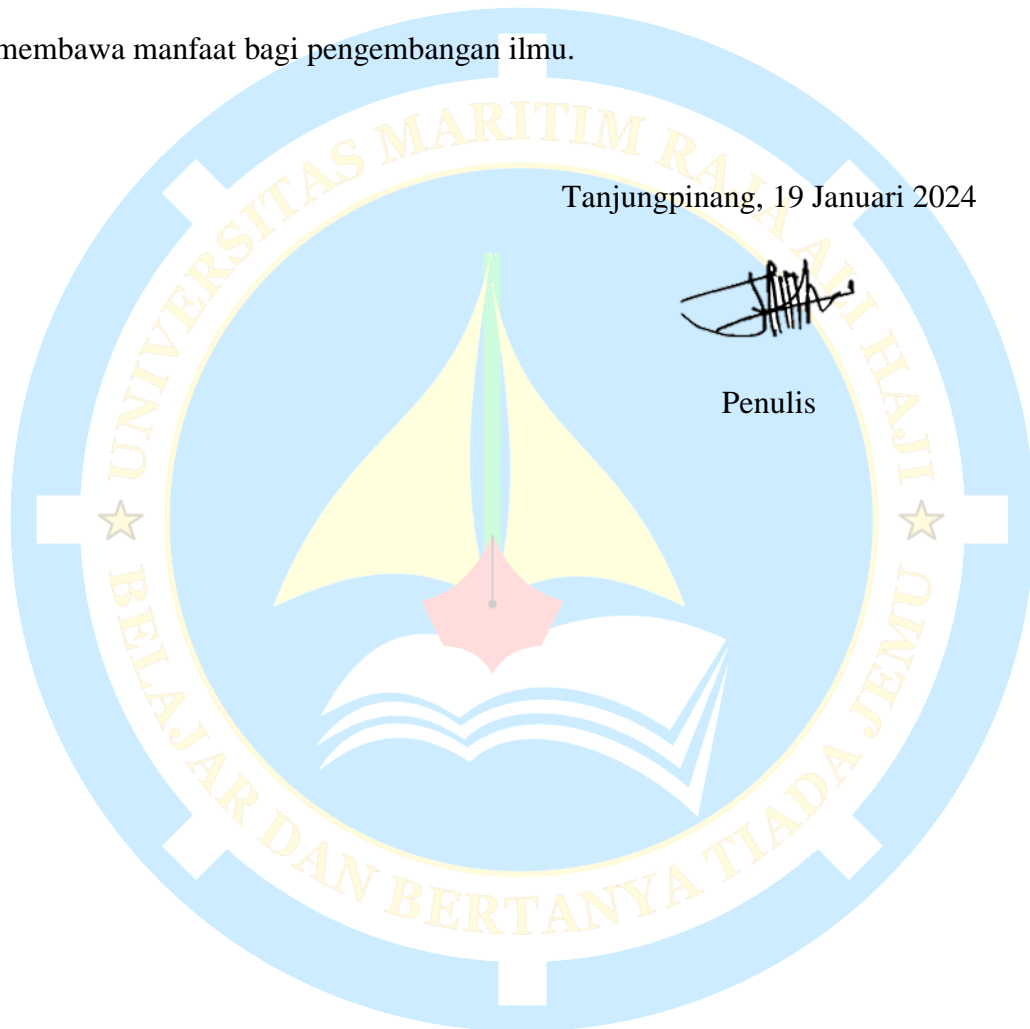 membawa manfaat bagi pengembangan ilmu.
UNIVERSITAS MARITIM RAJA ALI HAJI
Tanjungpinang, 19 Januari 2024
Penulis
BELAJAR DAN BERTANYA TIADA JEMU